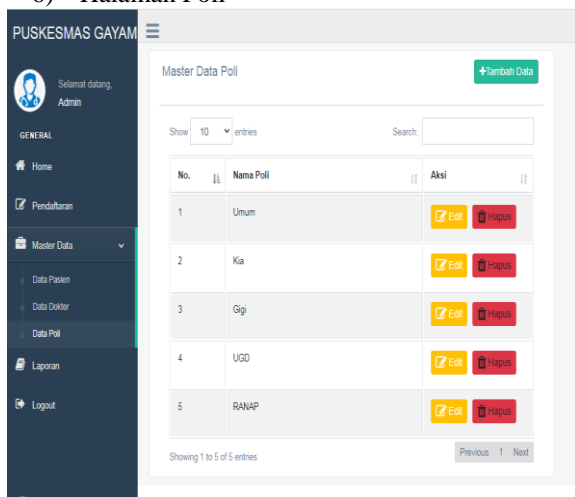 PUSKESMAS GAYAM
Selamat datang,
Admin
GENERAL
Home
Pendaftaran
Master Data
Data Pasien
Data Dokter
Data Poli
Laporan
Logout
Master Data Poli
+Tambah Data
Show 10 entries Search:
No. Nama Poli Aksi
1 Umum Edit Hapus
2 Kia Edit Hapus
3 Gigi Edit Hapus
4 UGD Edit Hapus
5 RANAP Edit Hapus
Showing 1 to 5 of 5 entries Previous 1 Next